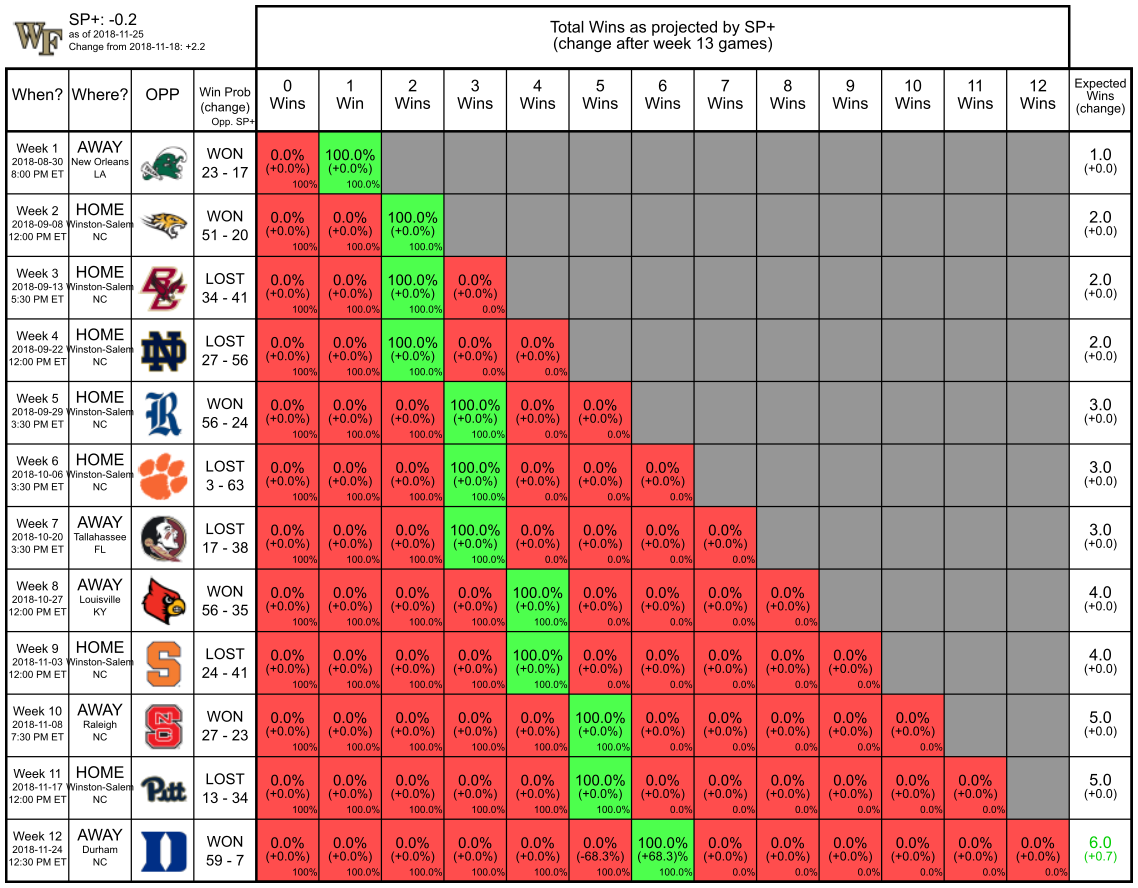 WF
SP+: -0.2
as of 2018-11-25
Change from 2018-11-18: +2.2
Total Wins as projected by SP+
(change after week 13 games)
When? Where? OPP Win Prob (change) Opp. SP+ 0 Wins 1 Win 2 Wins 3 Wins 4 Wins 5 Wins 6 Wins 7 Wins 8 Wins 9 Wins 10 Wins 11 Wins 12 Wins Expected Wins (change)
Week 1 AWAY WON 0.0% 100.0% 1.0
2018-08-30 New Orleans 23 - 17 (+0.0%) (+0.0%) (+0.0)
8:00 PM ET LA 100% 100.0%
Week 2 HOME WON 0.0% 0.0% 100.0% 2.0
2018-09-08 Winston-Salem 51 - 20 (+0.0%) (+0.0%) (+0.0%) (+0.0)
12:00 PM ET NC 100% 100.0% 100.0%
Week 3 HOME BC LOST 0.0% 0.0% 100.0% 0.0% 2.0
2018-09-13 Winston-Salem 34 - 41 (+0.0%) (+0.0%) (+0.0%) (+0.0%) (+0.0)
5:30 PM ET NC 100% 100.0% 100.0% 0.0%
Week 4 HOME ND LOST 0.0% 0.0% 100.0% 0.0% 0.0% 2.0
2018-09-22 Winston-Salem 27 - 56 (+0.0%) (+0.0%) (+0.0%) (+0.0%) (+0.0%) (+0.0)
12:00 PM ET NC 100% 100.0% 100.0% 0.0% 0.0%
Week 5 HOME R WON 0.0% 0.0% 0.0% 100.0% 0.0% 0.0% 3.0
2018-09-29 Winston-Salem 56 - 24 (+0.0%) (+0.0%) (+0.0%) (+0.0%) (+0.0%) (+0.0%) (+0.0)
3:30 PM ET NC 100% 100.0% 100.0% 100.0% 0.0% 0.0%
Week 6 HOME LOST 0.0% 0.0% 0.0% 100.0% 0.0% 0.0% 0.0% 3.0
2018-10-06 Winston-Salem 3 - 63 (+0.0%) (+0.0%) (+0.0%) (+0.0%) (+0.0%) (+0.0%) (+0.0%) (+0.0)
3:30 PM ET NC 100% 100.0% 100.0% 100.0% 0.0% 0.0% 0.0%
Week 7 AWAY LOST 0.0% 0.0% 0.0% 100.0% 0.0% 0.0% 0.0% 0.0% 3.0
2018-10-20 Tallahassee 17 - 38 (+0.0%) (+0.0%) (+0.0%) (+0.0%) (+0.0%) (+0.0%) (+0.0%) (+0.0%) (+0.0)
3:30 PM ET FL 100% 100.0% 100.0% 100.0% 0.0% 0.0% 0.0% 0.0%
Week 8 AWAY WON 0.0% 0.0% 0.0% 0.0% 100.0% 0.0% 0.0% 0.0% 0.0% 4.0
2018-10-27 Louisville 56 - 35 (+0.0%) (+0.0%) (+0.0%) (+0.0%) (+0.0%) (+0.0%) (+0.0%) (+0.0%) (+0.0%) (+0.0)
12:00 PM ET KY 100% 100.0% 100.0% 100.0% 100.0% 0.0% 0.0% 0.0% 0.0%
Week 9 HOME S LOST 0.0% 0.0% 0.0% 0.0% 100.0% 0.0% 0.0% 0.0% 0.0% 0.0% 4.0
2018-11-03 Winston-Salem 24 - 41 (+0.0%) (+0.0%) (+0.0%) (+0.0%) (+0.0%) (+0.0%) (+0.0%) (+0.0%) (+0.0%) (+0.0%) (+0.0)
12:00 PM ET NC 100% 100.0% 100.0% 100.0% 100.0% 0.0% 0.0% 0.0% 0.0% 0.0%
Week 10 AWAY S WON 0.0% 0.0% 0.0% 0.0% 0.0% 100.0% 0.0% 0.0% 0.0% 0.0% 0.0% 5.0
2018-11-08 Raleigh 27 - 23 (+0.0%) (+0.0%) (+0.0%) (+0.0%) (+0.0%) (+0.0%) (+0.0%) (+0.0%) (+0.0%) (+0.0%) (+0.0%) (+0.0)
7:30 PM ET NC 100% 100.0% 100.0% 100.0% 100.0% 100.0% 0.0% 0.0% 0.0% 0.0% 0.0%
Week 11 HOME Pitt LOST 0.0% 0.0% 0.0% 0.0% 0.0% 100.0% 0.0% 0.0% 0.0% 0.0% 0.0% 0.0% 5.0
2018-11-17 Winston-Salem 13 - 34 (+0.0%) (+0.0%) (+0.0%) (+0.0%) (+0.0%) (+0.0%) (+0.0%) (+0.0%) (+0.0%) (+0.0%) (+0.0%) (+0.0%) (+0.0)
12:00 PM ET NC 100% 100.0% 100.0% 100.0% 100.0% 100.0% 0.0% 0.0% 0.0% 0.0% 0.0% 0.0%
Week 12 AWAY D WON 0.0% 0.0% 0.0% 0.0% 0.0% 0.0% 100.0% 0.0% 0.0% 0.0% 0.0% 0.0% 0.0% 6.0
2018-11-24 Durham 59 - 7 (+0.0%) (+0.0%) (+0.0%) (+0.0%) (+0.0%) (-68.3%) (+68.3)% (+0.0%) (+0.0%) (+0.0%) (+0.0%) (+0.0%) (+0.0%) (+0.7)
12:30 PM ET NC 100% 100.0% 100.0% 100.0% 100.0% 100.0% 100.0% 0.0% 0.0% 0.0% 0.0% 0.0% 0.0%